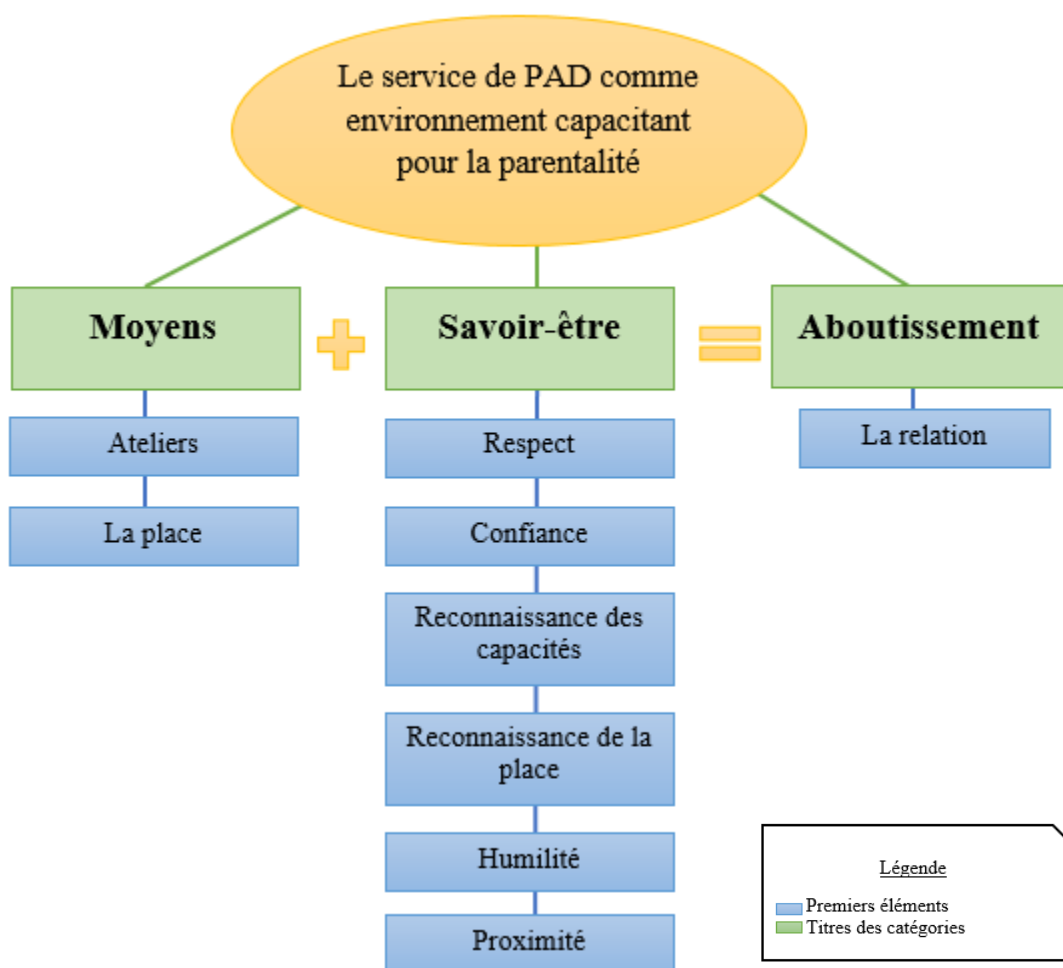 Le service de PAD comme
environnement capacitant
pour la parentalité
Moyens
Savoir-être
Aboutissement
Ateliers
La place
Respect
Confiance
Reconnaissance des
capacités
Reconnaissance de la
place
Humilité
Proximité
La relation
Légende
Premiers éléments
Titres des catégories